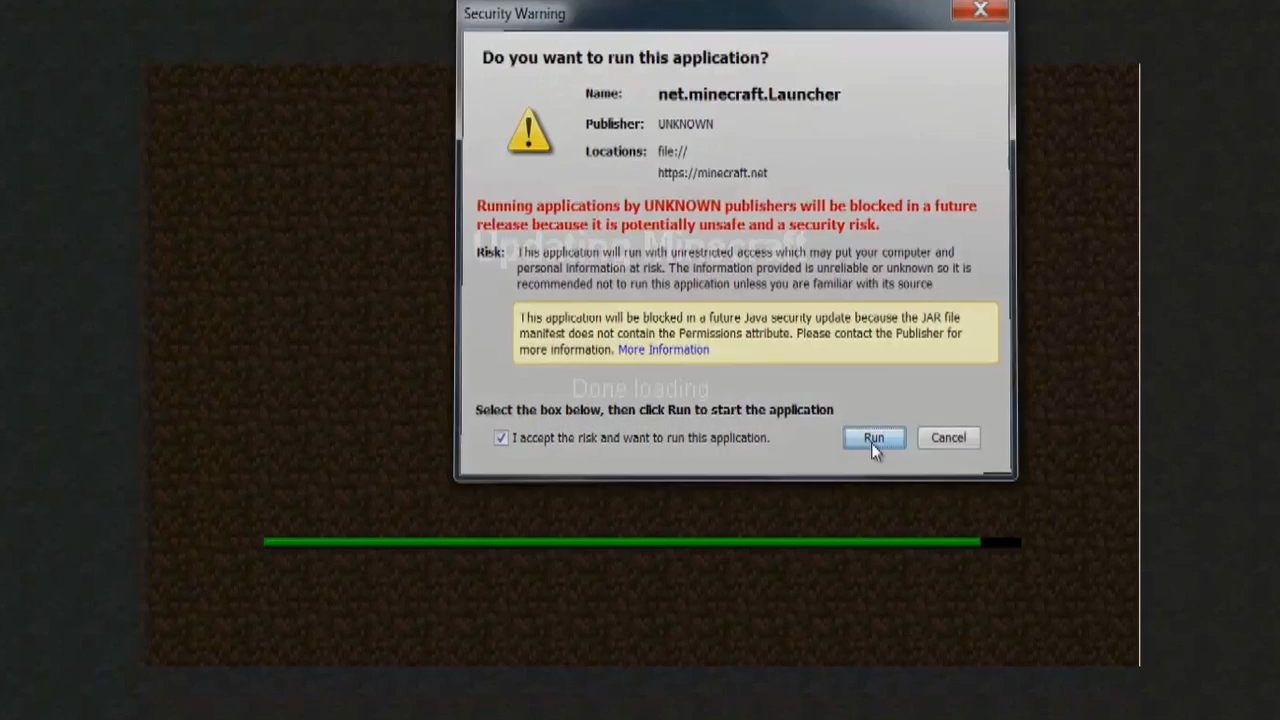 Security Warning
Do you want to run this application?
Name: net.minecraft.Launcher
Publisher: UNKNOWN
Locations: file://
https://minecraft.net
Running applications by UNKNOWN publishers will be blocked in a future
release because it is potentially unsafe and a security risk.
Updating Minecraft
Risk: This application will run with unrestricted access which may put your computer and
personal information at risk. The information provided is unreliable or unknown so it is
recommended not to run this application unless you are familiar with its source
This application will be blocked in a future Java security update because the JAR file
manifest does not contain the Permissions attribute. Please contact the Publisher for
more information. More Information
Done loading
Select the box below, then click Run to start the application
I accept the risk and want to run this application.
Run
Cancel